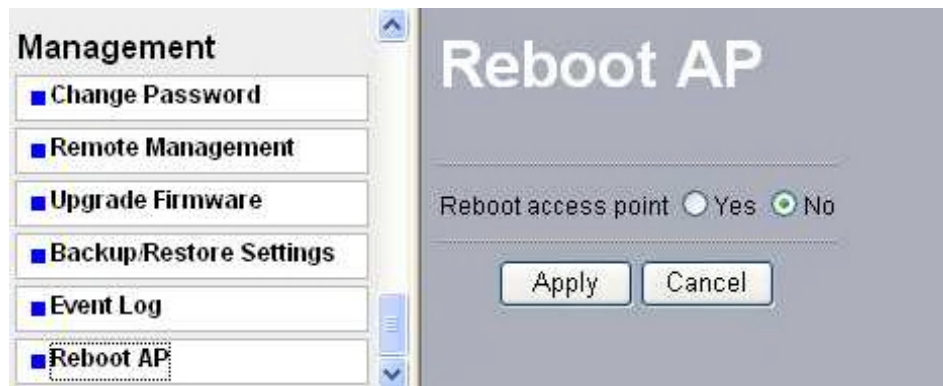 Management
Change Password
Remote Management
Upgrade Firmware
Backup/Restore Settings
Event Log
Reboot AP
Reboot AP
Reboot access point Yes No
Apply Cancel